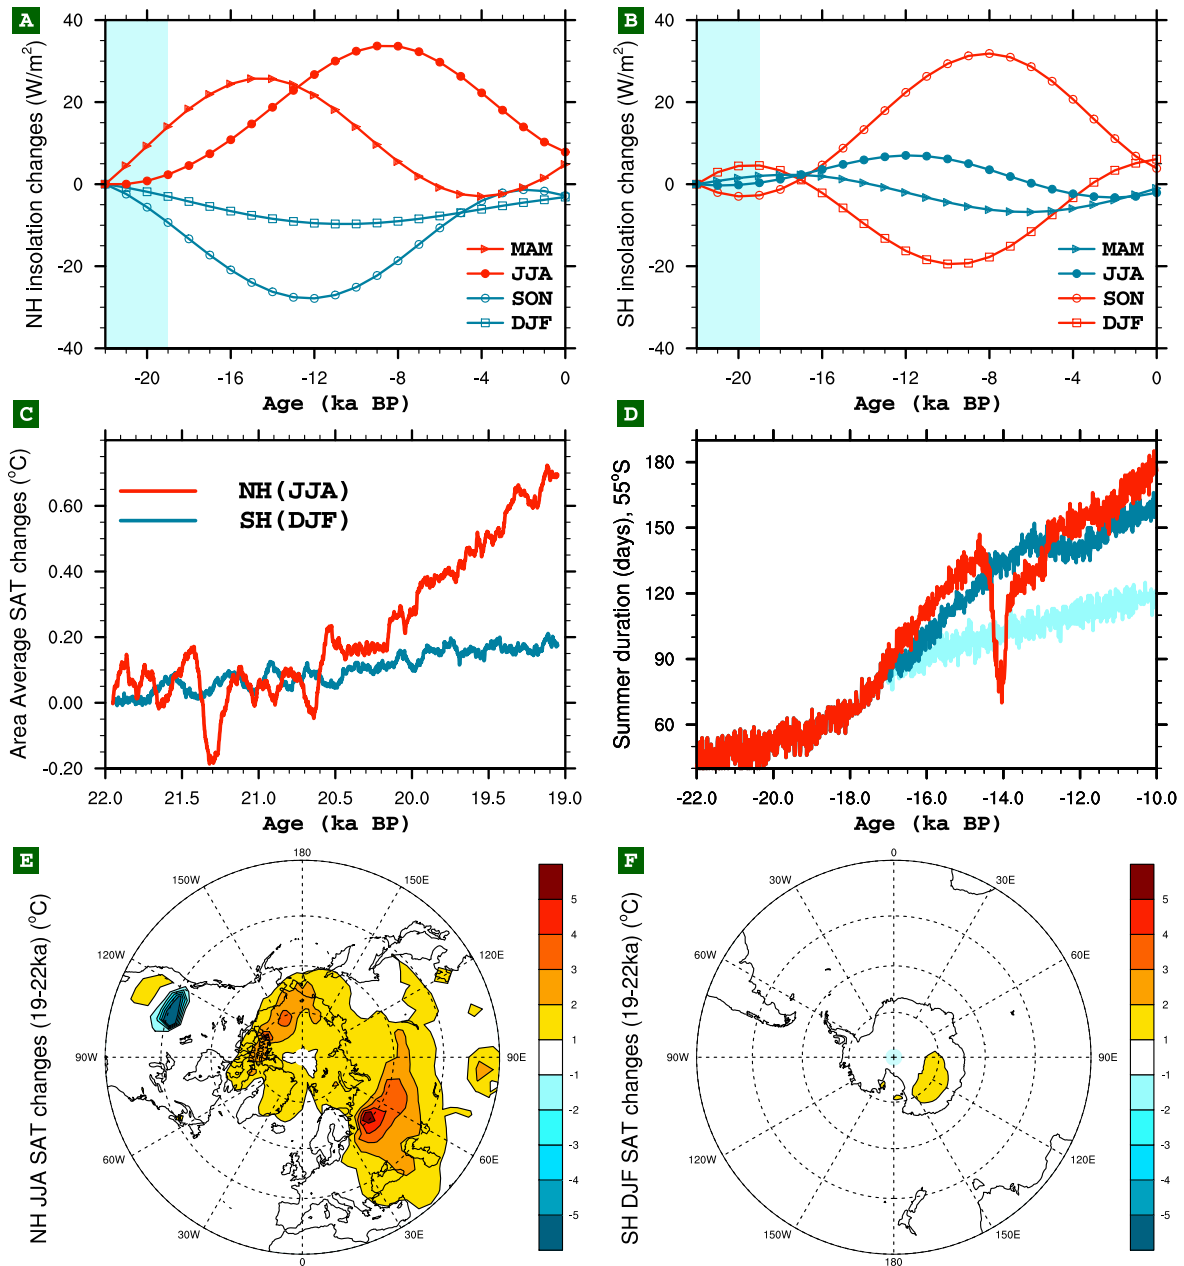 A
NH insolation changes (W/m²)
40
20
0
-20
-40
MAM
JJA
SON
DJF
-20
-16
-12
-8
-4
0
Age (ka BP)
B
SH insolation changes (W/m²)
40
20
0
-20
-40
MAM
JJA
SON
DJF
-20
-16
-12
-8
-4
0
Age (ka BP)
C
Area Average SAT changes (°C)
0.60
0.40
0.20
0.00
-0.20
NH(JJA)
SH(DJF)
22.0
21.5
21.0
20.5
20.0
19.5
19.0
Age (ka BP)
D
Summer duration (days), 55°S
180
150
120
90
60
-22.0
-20.0
-18.0
-16.0
-14.0
-12.0
-10.0
Age (ka BP)
E
NH JJA SAT changes (19-22ka) (°C)
180
150W
150E
120W
120E
90W
90E
60W
60E
30E
0
5
4
3
2
1
-1
-2
-3
-4
-5
F
SH DJF SAT changes (19-22ka) (°C)
0
30E
60W
60E
90W
90E
120W
120E
150W
150E
180
5
4
3
2
1
-1
-2
-3
-4
-5